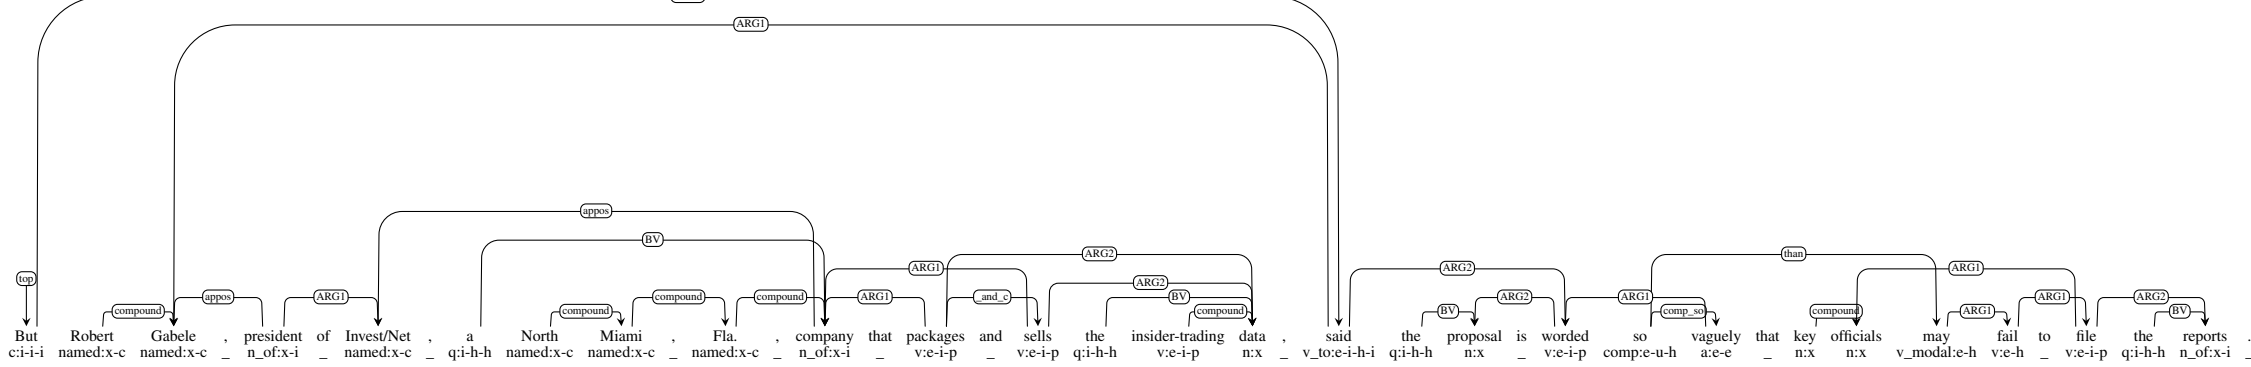 ARG1
appos
BV
ARG2 than
ARG1 ARG1 ARG2 ARG1
top ARG2
appos ARG1 compound compound ARG1 _and_c BV ARG2 ARG1 ARG1 ARG2
compound compound compound BV comp_so compound ARG1 BV
But Robert Gabele , president of Invest/Net , a North Miami , Fla. , company that packages and sells the insider-trading data , said the proposal is worded so vaguely that key officials may fail to file the reports .
c:i-i-i named:x-c named:x-c _ n_of:x-i _ named:x-c _ q:i-h-h named:x-c named:x-c _ named:x-c _ n_of:x-i _ v:e-i-p _ v:e-i-p q:i-h-h v:e-i-p n:x _ v_to:e-i-h-i q:i-h-h n:x _ v:e-i-p comp:e-u-h a:e-e _ n:x n:x v_modal:e-h v:e-h _ v:e-i-p q:i-h-h n_of:x-i _